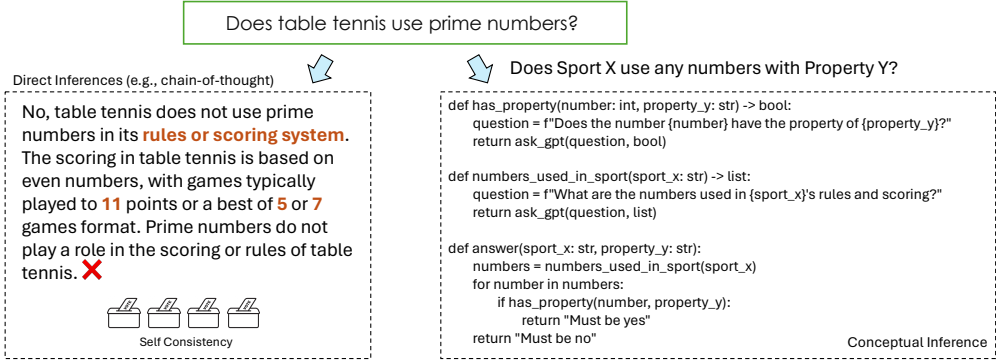 Does table tennis use prime numbers?
Direct Inferences (e.g., chain-of-thought)
No, table tennis does not use prime
numbers in its rules or scoring system.
The scoring in table tennis is based on
even numbers, with games typically
played to 11 points or a best of 5 or 7
games format. Prime numbers do not
play a role in the scoring or rules of table
tennis.
Self Consistency
Does Sport X use any numbers with Property Y?
def has_property(number: int, property_y: str) -> bool:
question = f"Does the number {number} have the property of {property_y}?"
return ask_gpt(question, bool)
def numbers_used_in_sport(sport_x: str) -> list:
question = f"What are the numbers used in {sport_x}'s rules and scoring?"
return ask_gpt(question, list)
def answer(sport_x: str, property_y: str):
numbers = numbers_used_in_sport(sport_x)
for number in numbers:
if has_property(number, property_y):
return "Must be yes"
return "Must be no"
Conceptual Inference